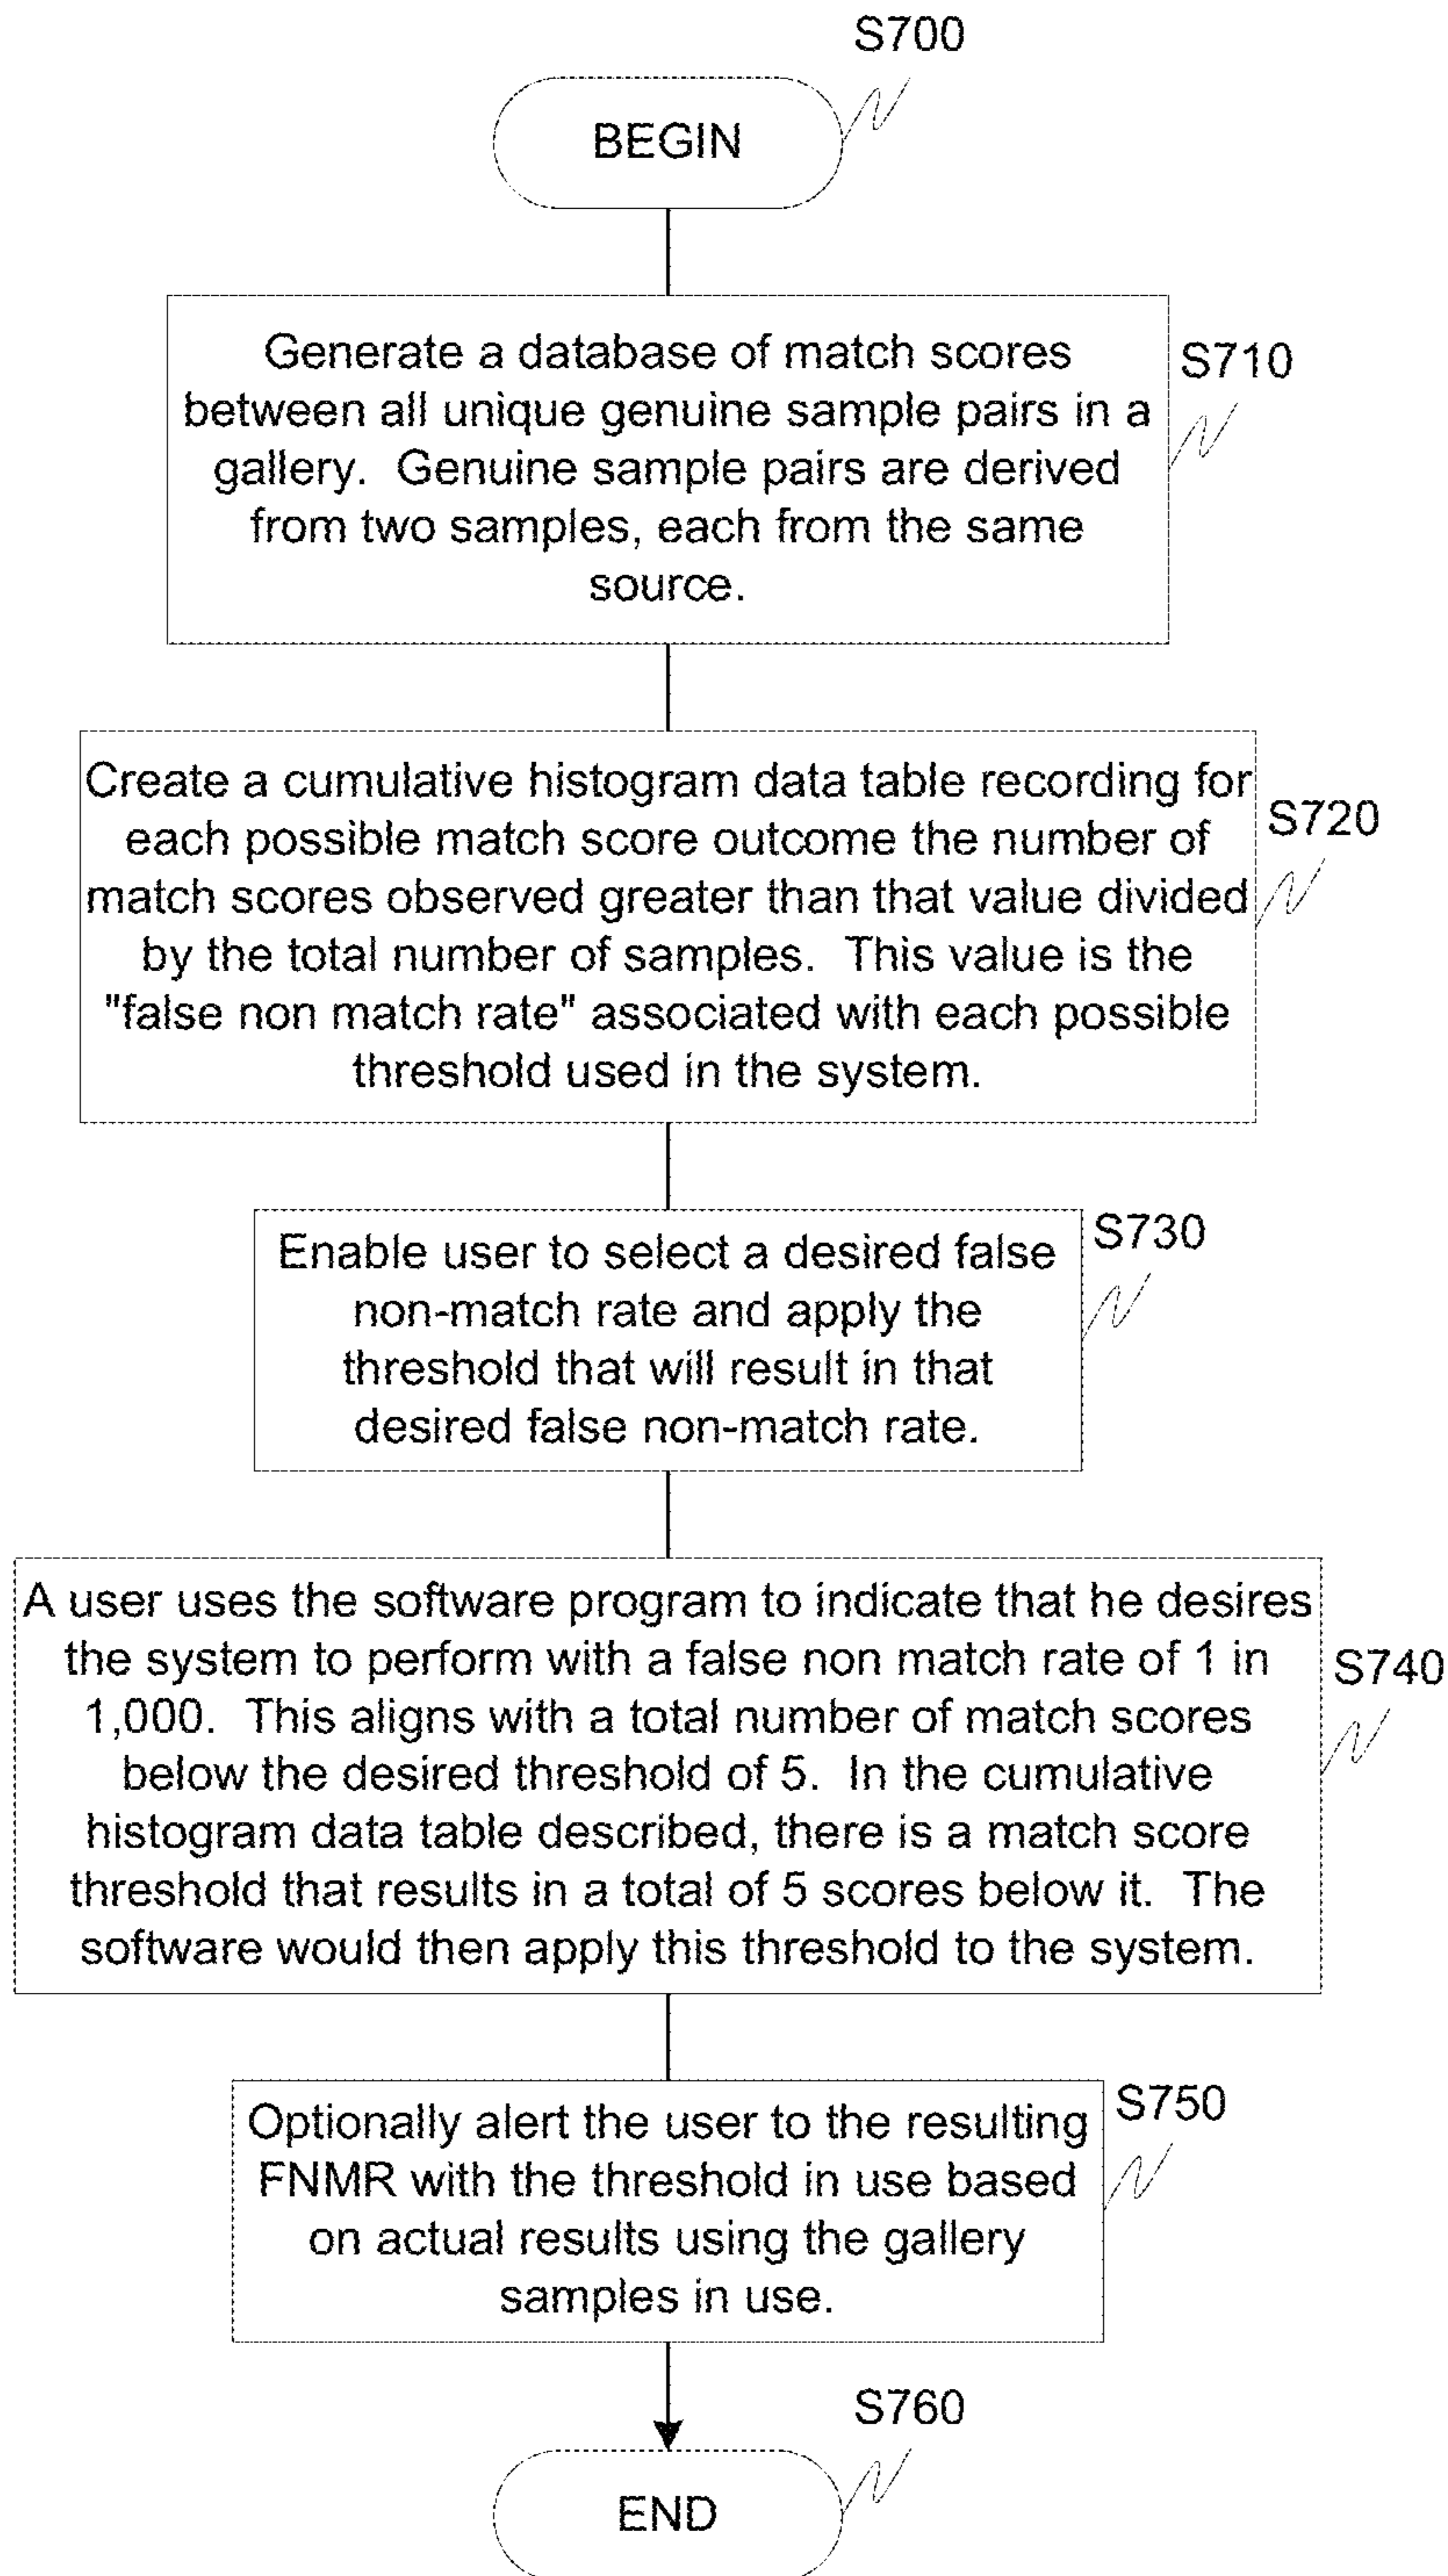 S700
BEGIN
Generate a database of match scores
between all unique genuine sample pairs in a
gallery.  Genuine sample pairs are derived
from two samples, each from the same
source.
S710
Create a cumulative histogram data table recording for
each possible match score outcome the number of
match scores observed greater than that value divided
by the total number of samples.  This value is the
"false non match rate" associated with each possible
threshold used in the system.
S720
Enable user to select a desired false
non-match rate and apply the
threshold that will result in that
desired false non-match rate.
S730
A user uses the software program to indicate that he desires
the system to perform with a false non match rate of 1 in
1,000.  This aligns with a total number of match scores
below the desired threshold of 5.  In the cumulative
histogram data table described, there is a match score
threshold that results in a total of 5 scores below it.  The
software would then apply this threshold to the system.
S740
Optionally alert the user to the resulting
FNMR with the threshold in use based
on actual results using the gallery
samples in use.
S750
S760
END